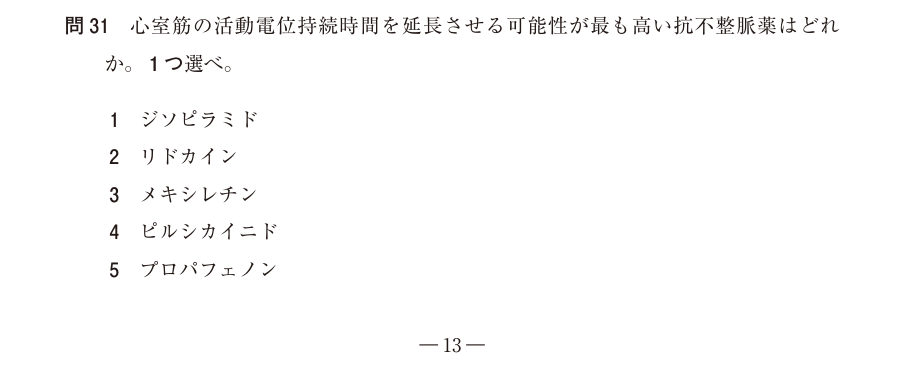 問 31 心室筋の活動電位持続時間を延長させる可能性が最も高い抗不整脈薬はどれ
か。1つ選べ。
1 ジソピラミド
2 リドカイン
3 メキシレチン
4 ピルシカイニド
5 プロパフェノン
— 13 —